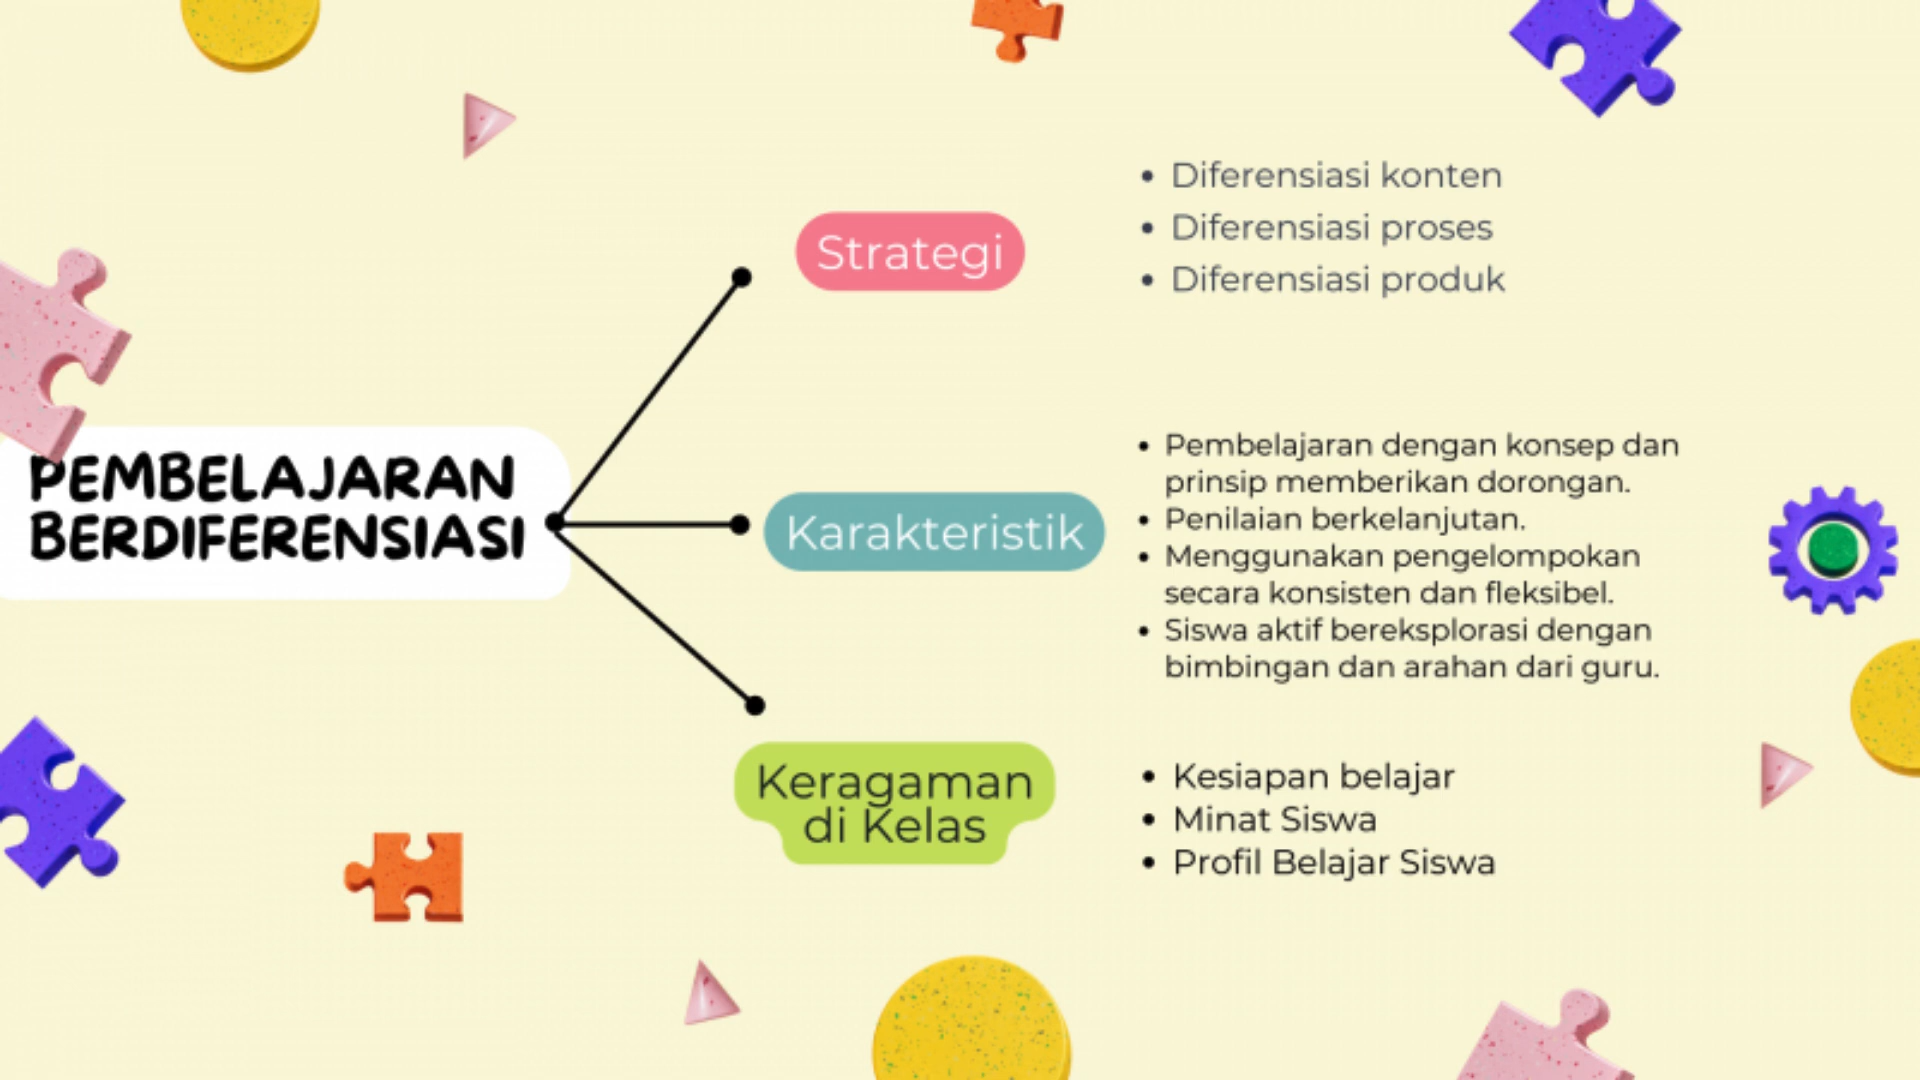 PEMBELAJARAN
BERDIFERENSIASI
Strategi
• Diferensiasi konten
• Diferensiasi proses
• Diferensiasi produk
Karakteristik
• Pembelajaran dengan konsep dan
prinsip memberikan dorongan.
• Penilaian berkelanjutan.
• Menggunakan pengelompokan
secara konsisten dan fleksibel.
• Siswa aktif bereksplorasi dengan
bimbingan dan arahan dari guru.
Keragaman
di Kelas
• Kesiapan belajar
• Minat Siswa
• Profil Belajar Siswa